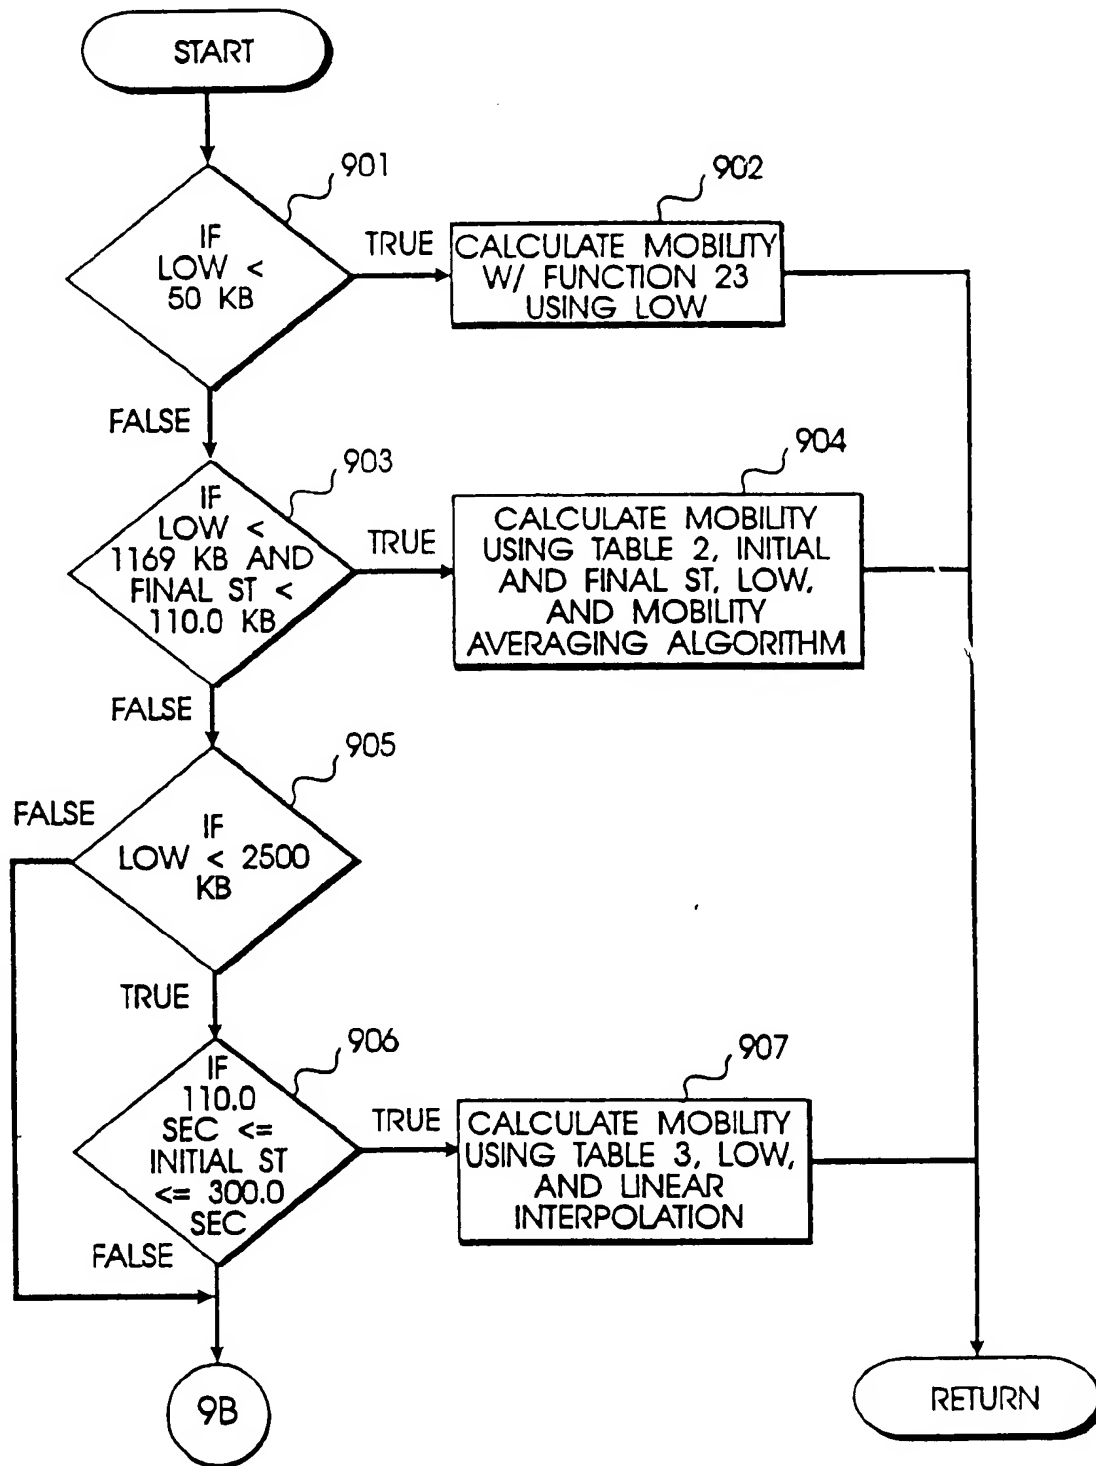 START
901
IF
LOW <
50 KB
TRUE
902
CALCULATE MOBILITY
W/ FUNCTION 23
USING LOW
FALSE
903
IF
LOW <
1169 KB AND
FINAL ST <
110.0 KB
TRUE
904
CALCULATE MOBILITY
USING TABLE 2, INITIAL
AND FINAL ST, LOW,
AND MOBILITY
AVERAGING ALGORITHM
FALSE
905
IF
LOW < 2500
KB
FALSE
TRUE
906
IF
110.0
SEC <=
INITIAL ST
<= 300.0
SEC
TRUE
907
CALCULATE MOBILITY
USING TABLE 3, LOW,
AND LINEAR
INTERPOLATION
FALSE
9B
RETURN